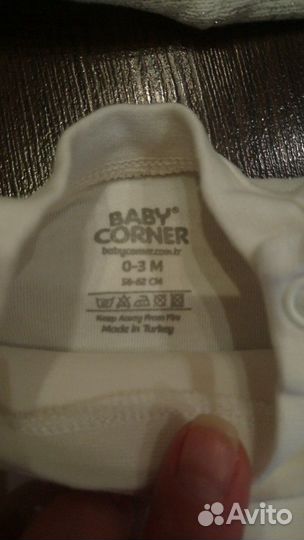 BABY®
CORNER
babycorner.com.tr
0-3 M
56-62 CM
Keep Away From Fire
Made in Turkey
Avito